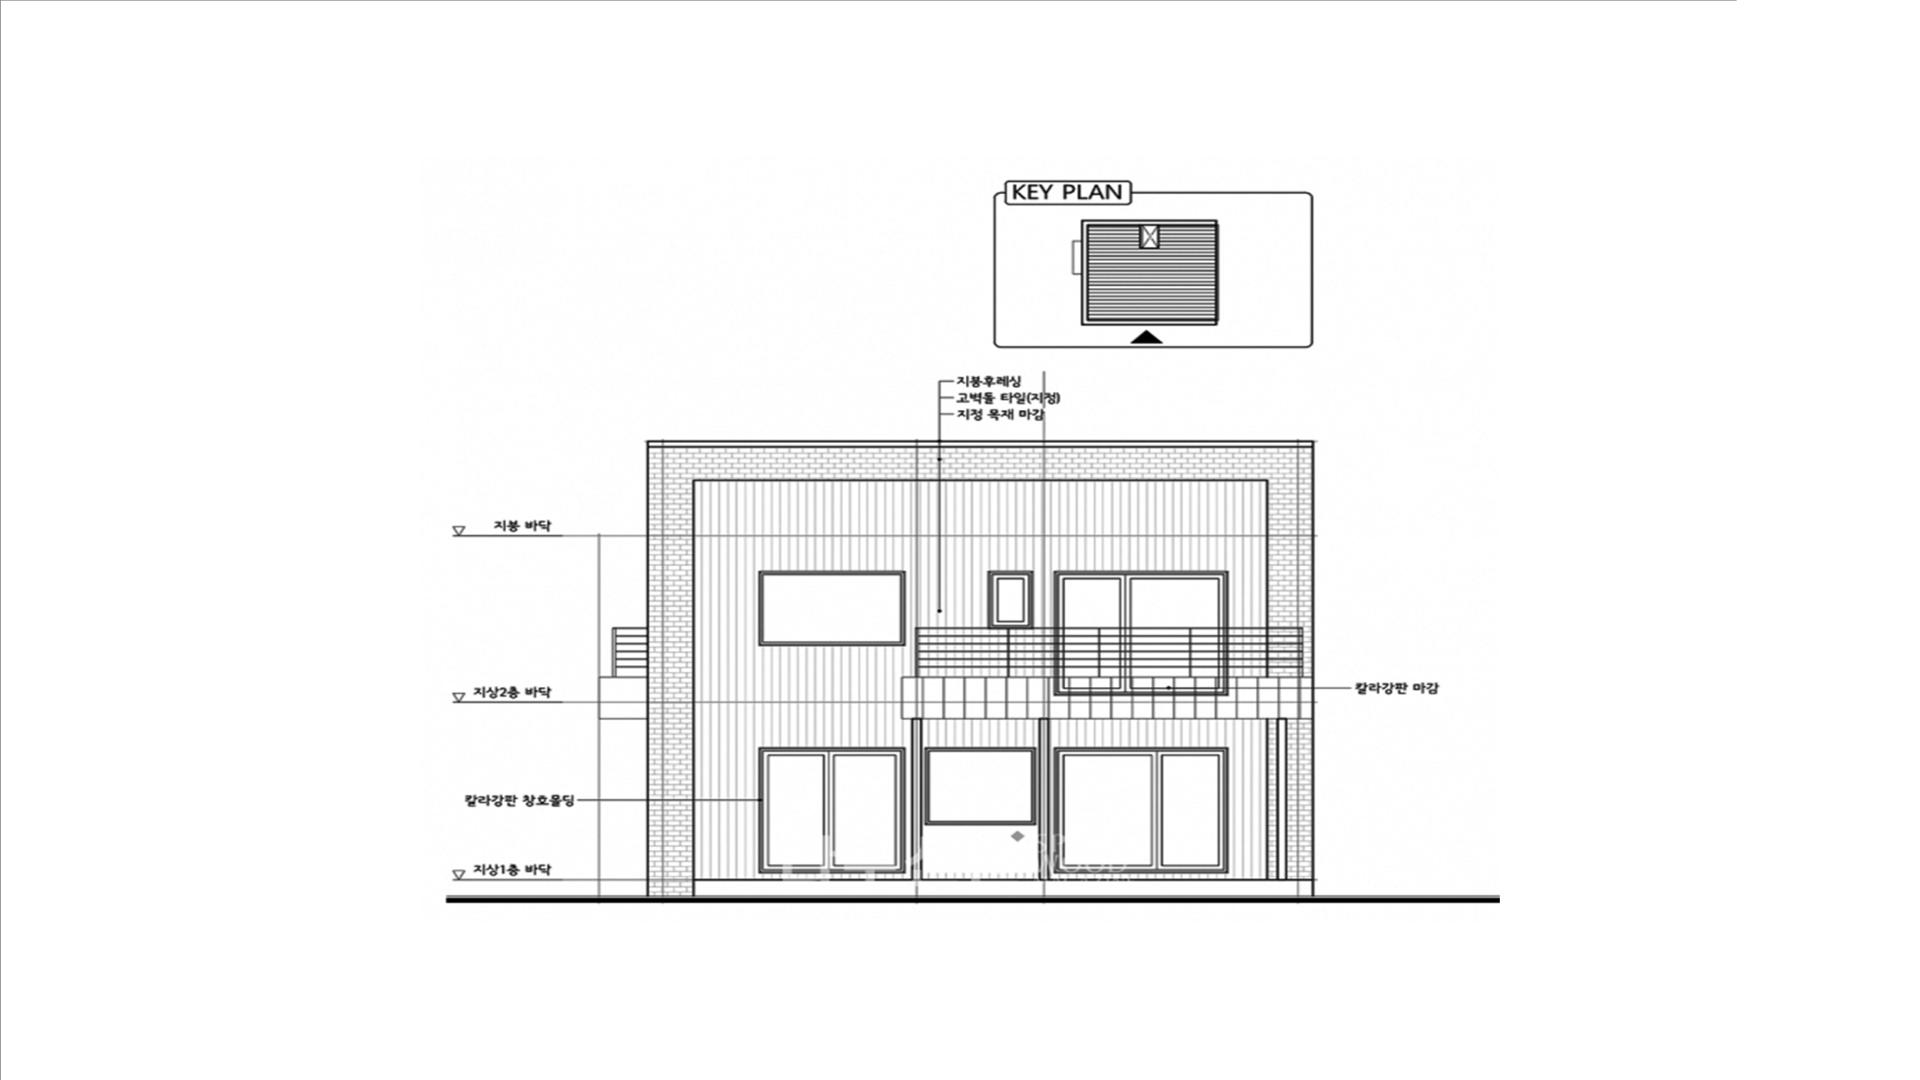 KEY PLAN
지붕후레싱
고벽돌 타일(지정)
지정 목재 마감
지붕 바닥
지상2층 바닥
칼라강판 마감
칼라강판 창호몰딩
WOOD
지상1층 바닥